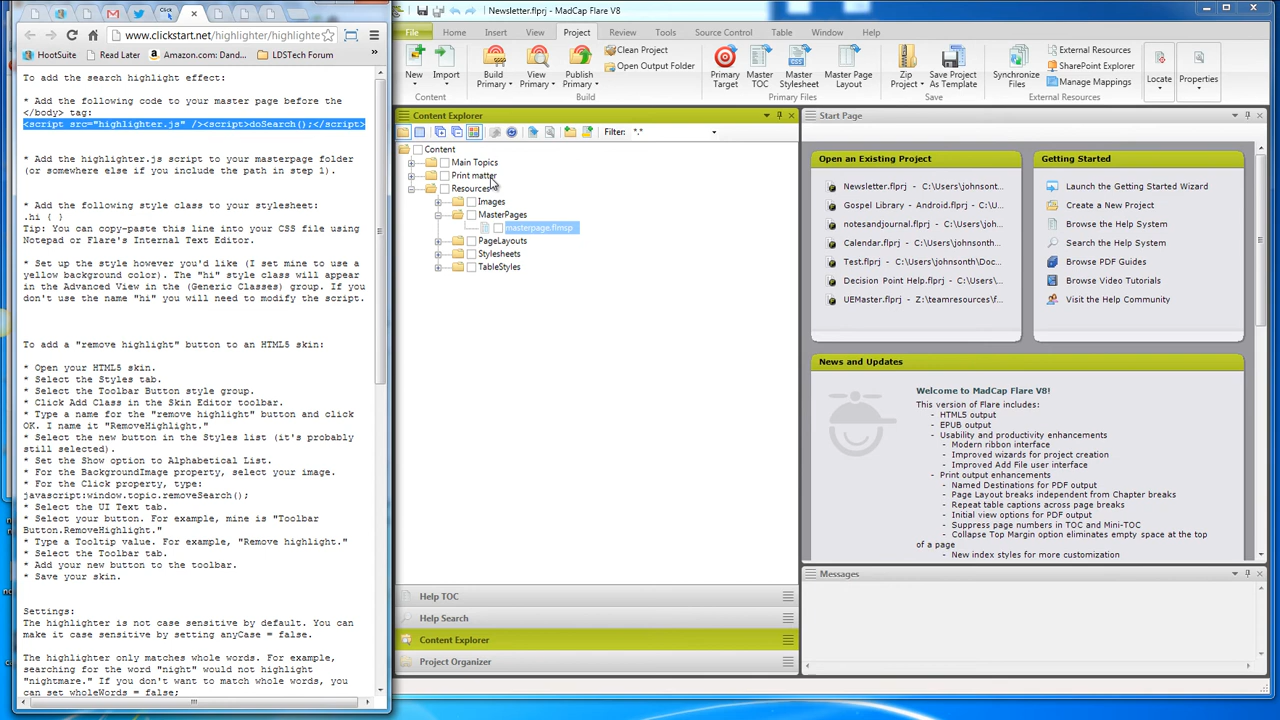 Click
www.clickstart.net/highlighter/highlighte
HootSuite
Read Later
Amazon.com: Dand...
LDSTech Forum
»
To add the search highlight effect:
* Add the following code to your master page before the
</body> tag:
<script src="highlighter.js" /><script>doSearch();</script>
* Add the highlighter.js script to your masterpage folder
(or somewhere else if you include the path in step 1).
* Add the following style class to your stylesheet:
.hi { }
Tip: You can copy-paste this line into your CSS file using
Notepad or Flare's Internal Text Editor.
* Set up the style however you'd like (I set mine to use a
yellow background color). The "hi" style class will appear
in the Advanced View in the (Generic Classes) group. If you
don't use the name "hi" you will need to modify the script.
To add a "remove highlight" button to an HTML5 skin:
* Open your HTML5 skin.
* Select the Styles tab.
* Select the Toolbar Button style group.
* Click Add Class in the Skin Editor toolbar.
* Type a name for the "remove highlight" button and click
OK. I name it "RemoveHighlight."
* Select the new button in the Styles list (it's probably
still selected).
* Set the Show option to Alphabetical List.
* For the BackgroundImage property, select your image.
* For the Click property, type:
javascript:window.topic.removeSearch();
* Select the UI Text tab.
* Select your button. For example, mine is "Toolbar
Button.RemoveHighlight."
* Type a Tooltip value. For example, "Remove highlight."
* Select the Toolbar tab.
* Add your new button to the toolbar.
* Save your skin.
Settings:
The highlighter is not case sensitive by default. You can
make it case sensitive by setting anyCase = false.
The highlighter only matches whole words. For example,
searching for the word "night" would not highlight
"nightmare." If you don't want to match whole words, you
can set wholeWords = false;
Newsletter.flprj - MadCap Flare V8
File
Home
Insert
View
Project
Review
Tools
Source Control
Table
Window
Help
New
Import
Content
Build Primary
View Primary
Publish Primary
Clean Project
Open Output Folder
Build
Primary Target
Master TOC
Master Stylesheet
Master Page Layout
Primary Files
Zip Project
Save Project As Template
Save
Synchronize Files
External Resources
SharePoint Explorer
Manage Mappings
External Resources
Locate
Properties
Content Explorer
Filter: *.*
Content
Main Topics
Print matter
Resources
Images
MasterPages
masterpage.flmsp
PageLayouts
Stylesheets
TableStyles
Help TOC
Help Search
Content Explorer
Project Organizer
Start Page
Open an Existing Project
Newsletter.flprj - C:\Users\johnsont...
Gospel Library - Android.flprj - C:\...
notesandjournal.flprj - C:\Users\joh...
Calendar.flprj - C:\Users\johnsonth...
Test.flprj - C:\Users\johnsonth\Doc...
Decision Point Help.flprj - C:\Users\...
UEMaster.flprj - Z:\teamresources\f...
Getting Started
Launch the Getting Started Wizard
Create a New Project
Browse the Help System
Search the Help System
Browse PDF Guides
Browse Video Tutorials
Visit the Help Community
News and Updates
Welcome to MadCap Flare V8!
This version of Flare includes:
- HTML5 output
- EPUB output
- Usability and productivity enhancements
- Modern ribbon interface
- Improved wizards for project creation
- Improved Add File user interface
- Print output enhancements
- Named Destinations for PDF output
- Page Layout breaks independent from Chapter breaks
- Repeat table captions across page breaks
- Initial view options for PDF output
- Suppress page numbers in TOC and Mini-TOC
- Collapse Top Margin option eliminates empty space at the top
of a page
- New index styles for more customization
Messages